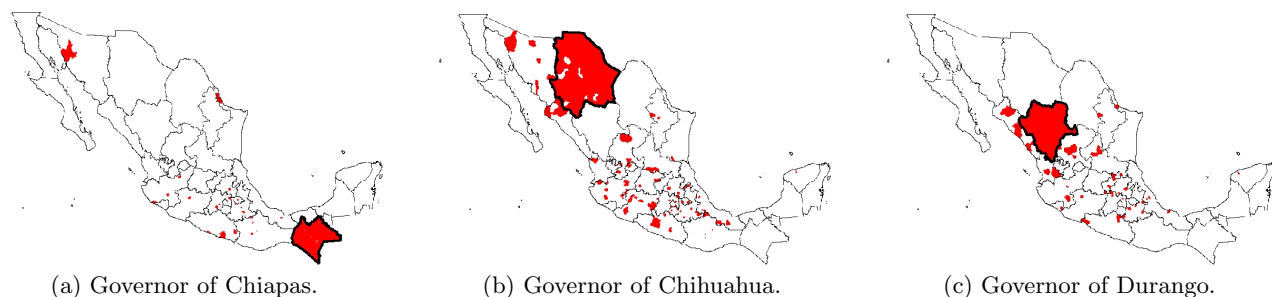 (a) Governor of Chiapas.
(b) Governor of Chihuahua.
(c) Governor of Durango.